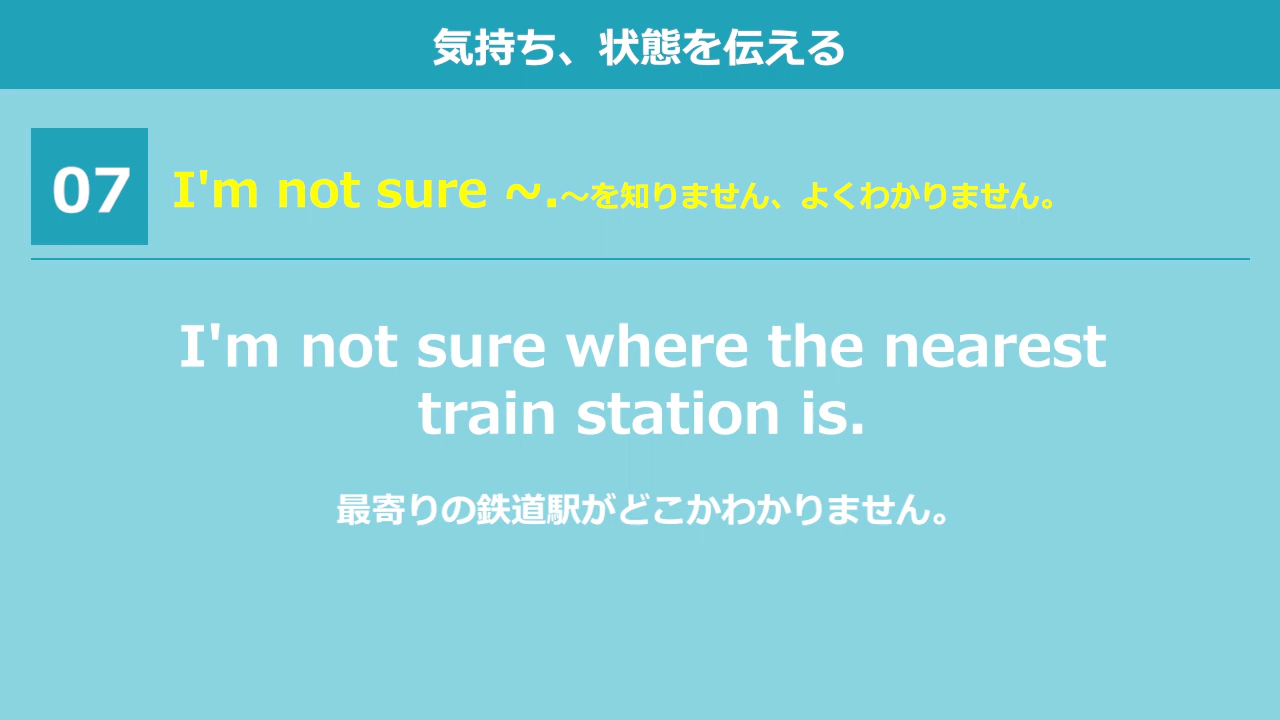 気持ち、状態を伝える
07
I'm not sure ~.～を知りません、よくわかりません。
I'm not sure where the nearest
train station is.
最寄りの鉄道駅がどこかわかりません。